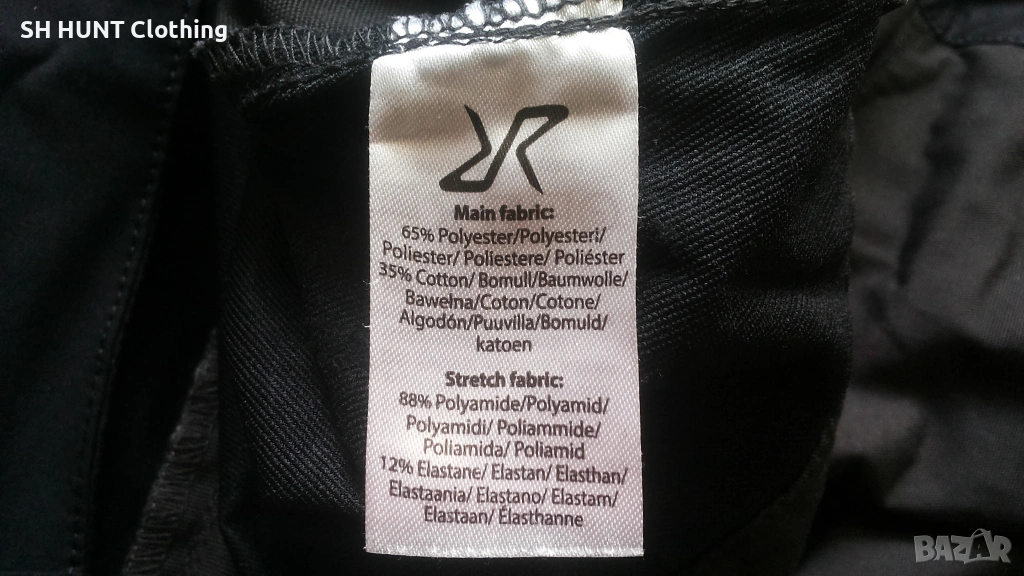 SH HUNT Clothing
Main fabric:
65% Polyester/Polyesteri/
Poliester/ Poliestere/ Poliéster
35% Cotton/ Bomull/Baumwolle/
Bawełna/Coton/Cotone/
Algodón/Puuvilla/Bomuld/
katoen
Stretch fabric:
88% Polyamide/Polyamid/
Polyamidi/ Poliammide/
Poliamida/ Poliamid
12% Elastane/ Elastan/ Elasthan/
Elastaania/ Elastano/ Elastam/
Elastaan/ Élasthanne
BAZAR